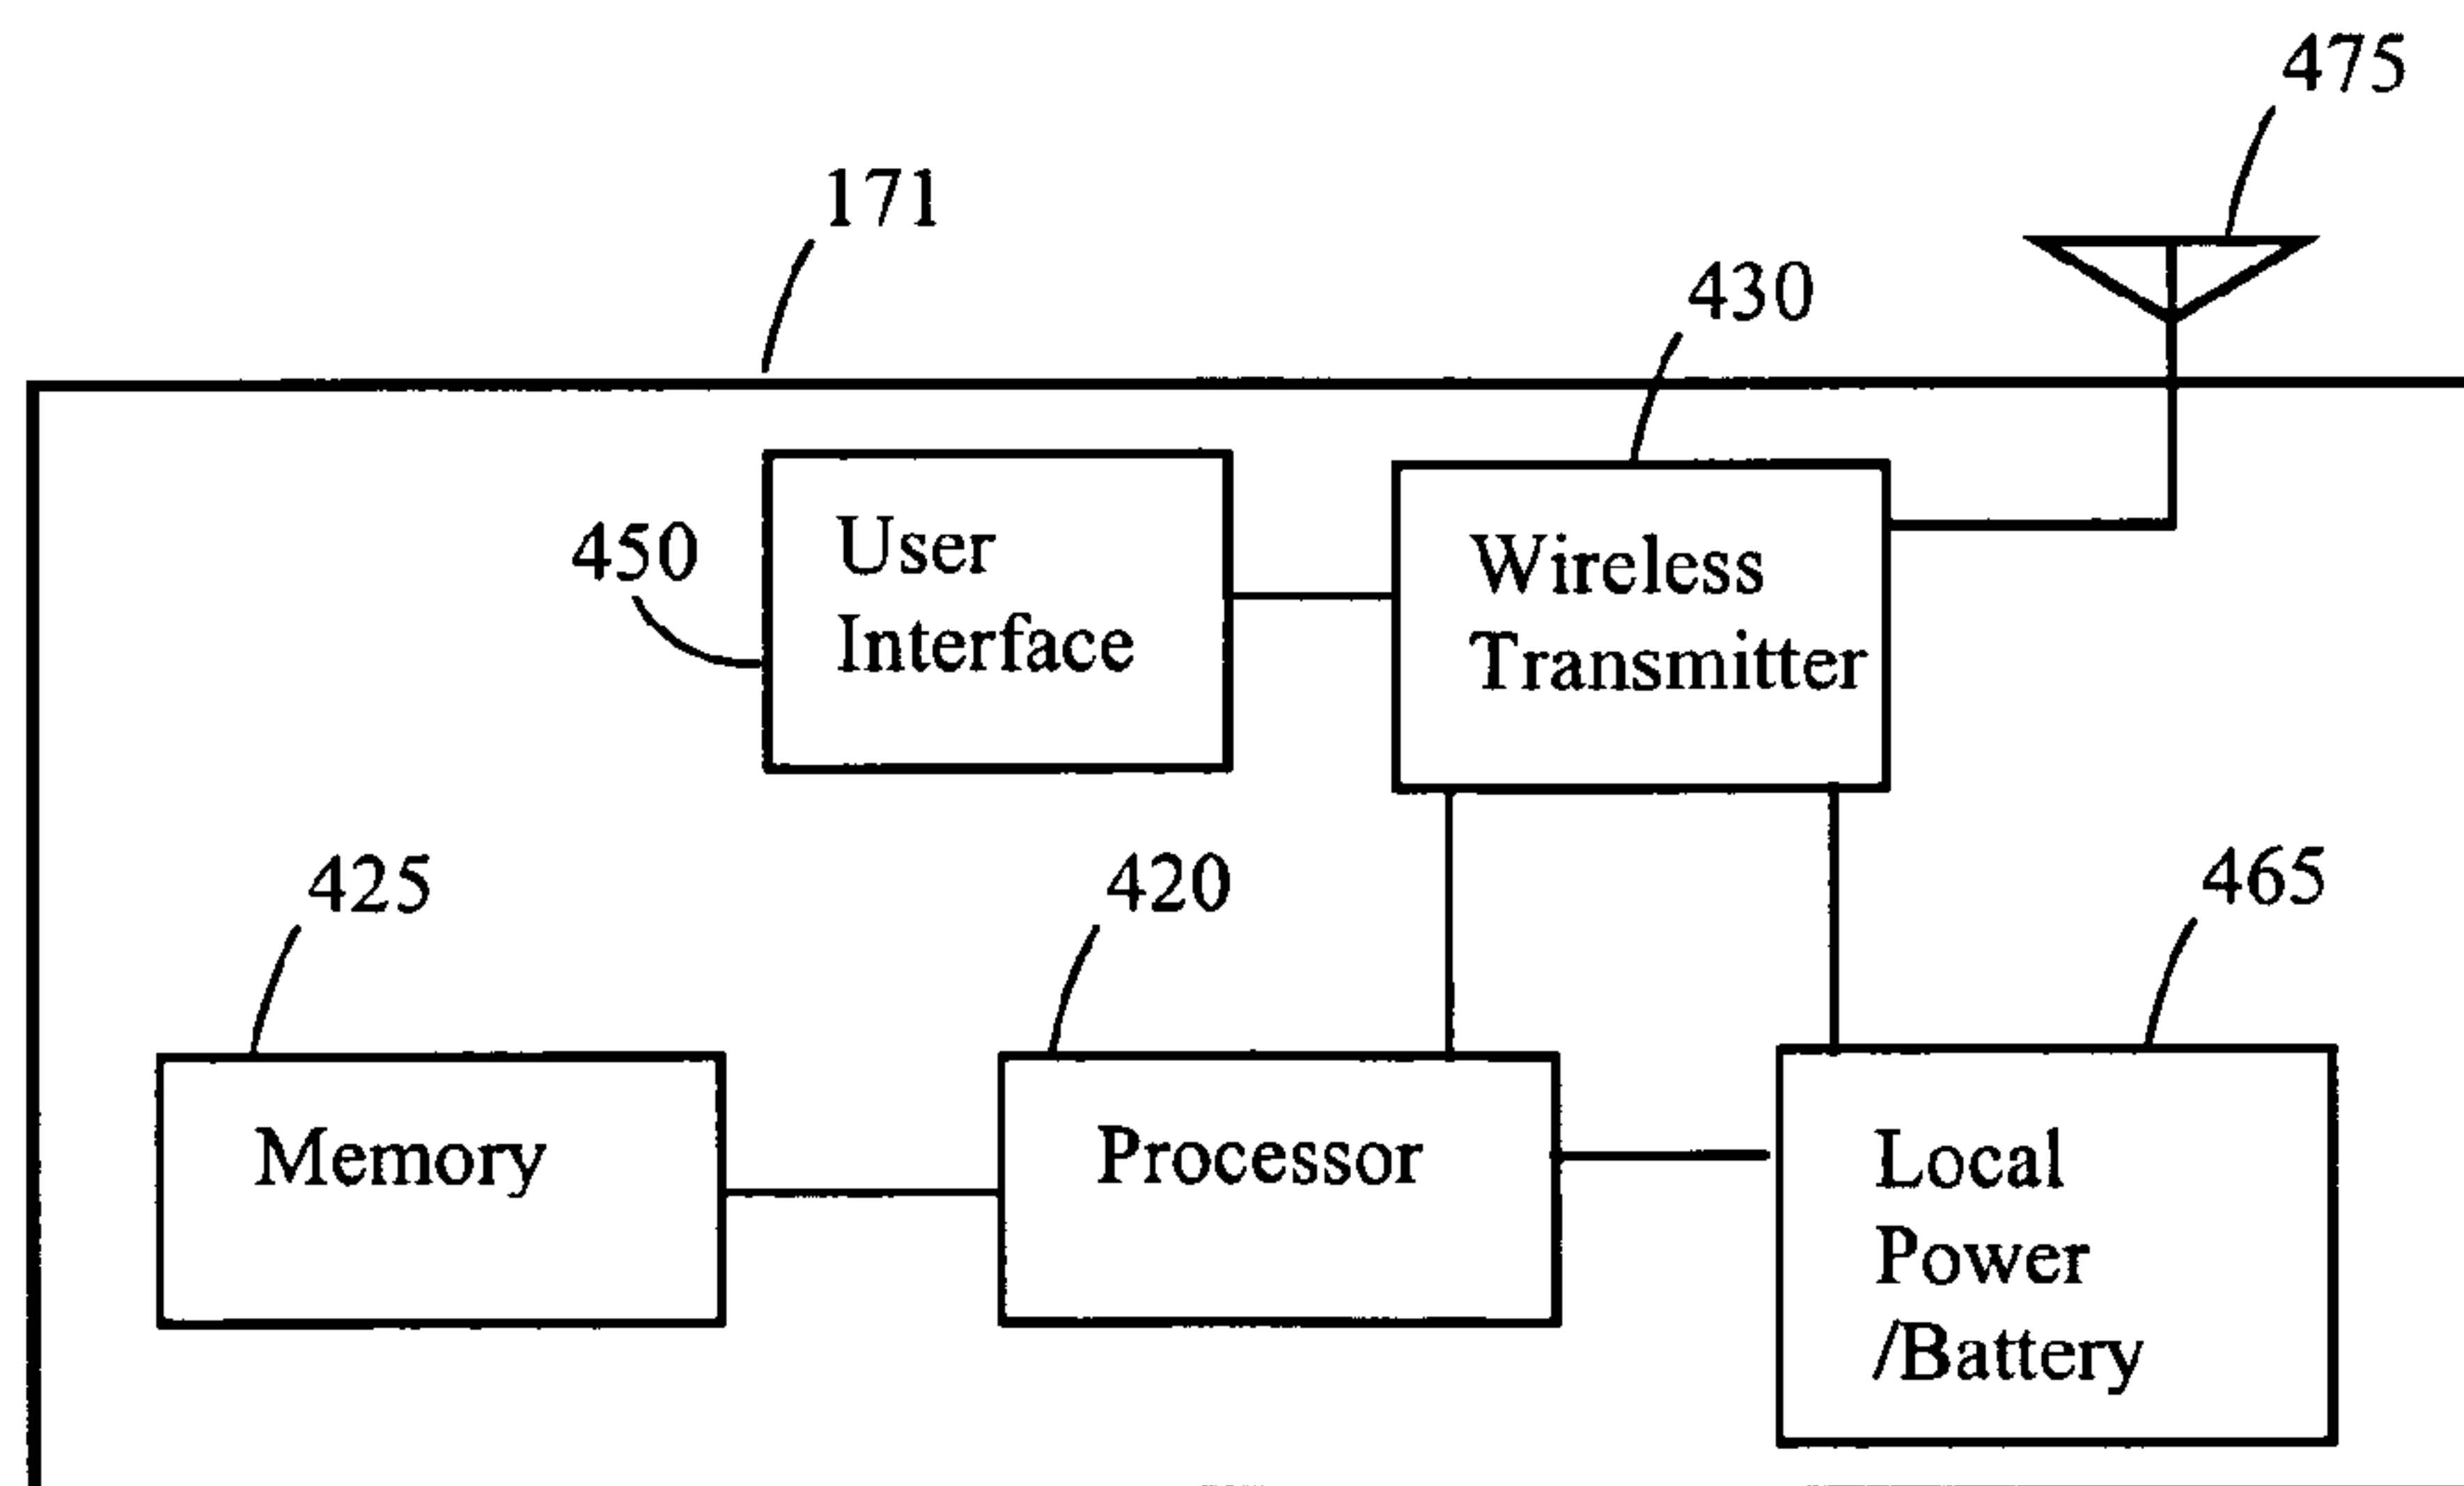 475
171
430
User
Interface
450
Wireless
Transmitter
425
420
465
Memory
Processor
Local
Power
/Battery